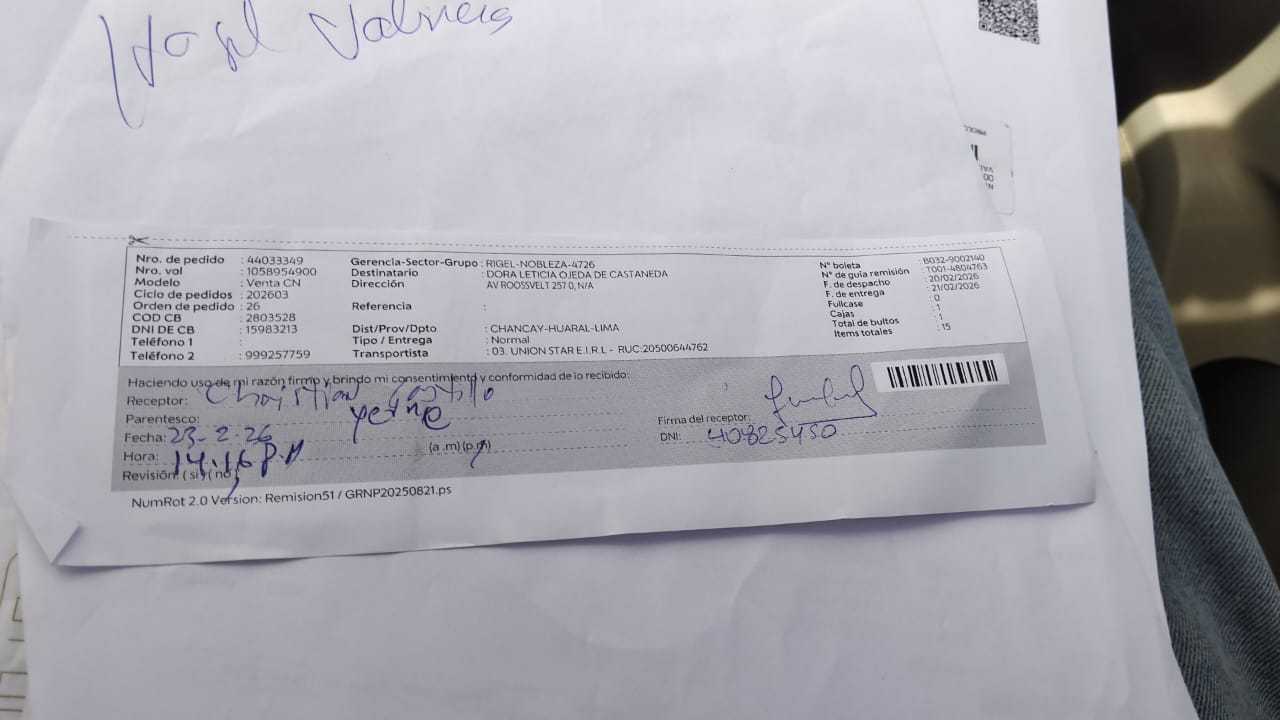 Nro. de pedido : 44033349
Nro. vol : 1058954900
Modelo : Venta CN
Ciclo de pedidos : 202603
Orden de pedido : 26
COD CB : 2803528
DNI DE CB : 15983213
Teléfono 1 :
Teléfono 2 : 999257759
Gerencia-Sector-Grupo : RIGEL-NOBLEZA-4726
Destinatario : DORA LETICIA OJEDA DE CASTANEDA
Dirección AV ROOSSVELT 257 0, N/A
Referencia :
Dist/Prov/Dpto : CHANCAY-HUARAL-LIMA
Tipo / Entrega : Normal
Transportista : 03. UNION STAR E.I.R.L - RUC:20500644762
N° boleta : B032-9002140
N° de guía remisión : T001-4804763
F. de despacho : 20/02/2026
F. de entrega : 21/02/2026
Fullcase : 0
Cajas : 1
Total de bultos : 1
Items totales : 15
Haciendo uso de mi razón firmo y brindo mi consentimiento y conformidad de lo recibido:
Receptor: Christian Castillo
Parentesco: yerno
Fecha: 23-2-26
Hora: 14.16 P.M (a.m) (p.m)
Revisión: ( si ) ( no )
Firma del receptor:
DNI: 40825450
NumRot 2.0 Version: Remision51 / GRNP20250821.ps